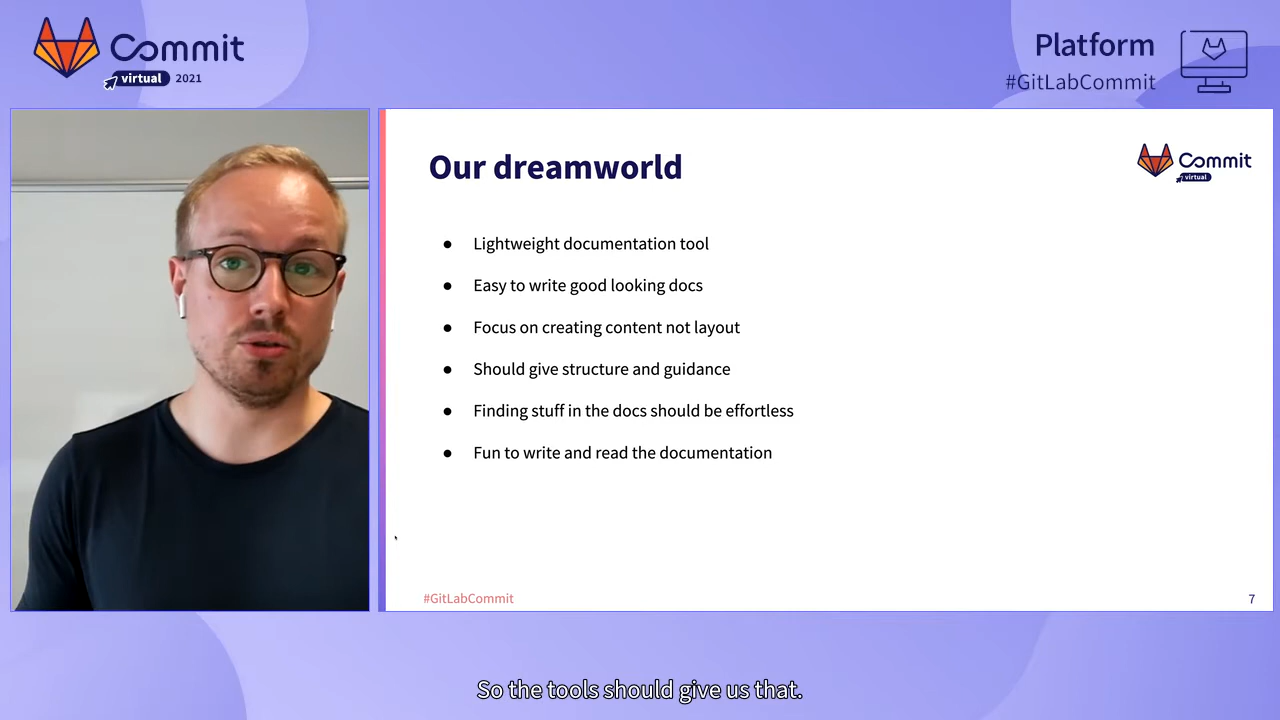 Commit
virtual 2021
Platform
#GitLabCommit
Our dreamworld
Commit
virtual
● Lightweight documentation tool
● Easy to write good looking docs
● Focus on creating content not layout
● Should give structure and guidance
● Finding stuff in the docs should be effortless
● Fun to write and read the documentation
#GitLabCommit
7
So the tools should give us that.